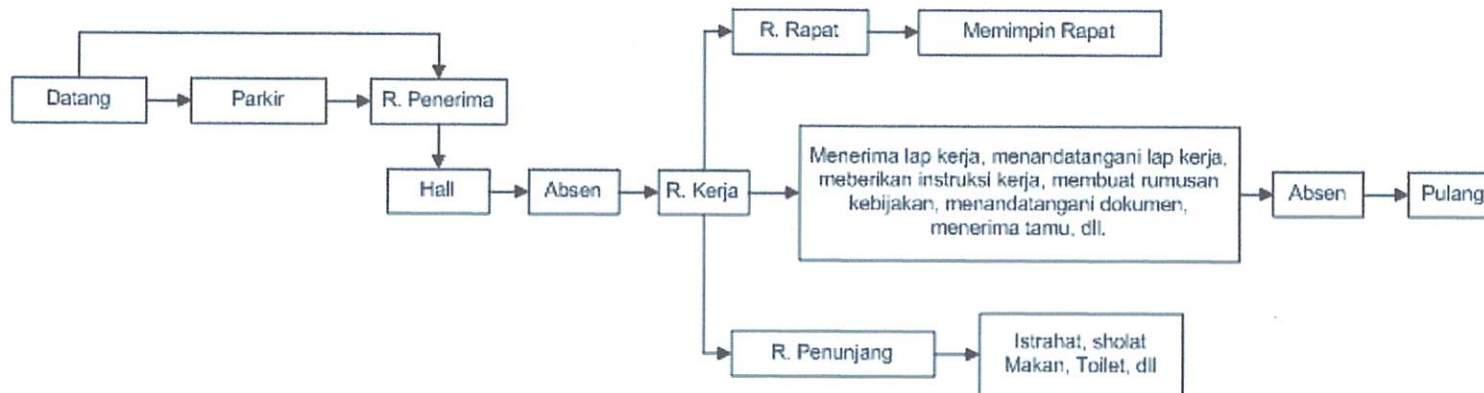 R. Rapat
Memimpin Rapat
Datang
Parkir
R. Penerima
Hall
Absen
R. Kerja
Menerima lap kerja, menandatangani lap kerja,
meberikan instruksi kerja, membuat rumusan
kebijakan, menandatangani dokumen,
menerima tamu, dll.
Absen
Pulang
R. Penunjang
Istrahat, sholat
Makan, Toilet, dll